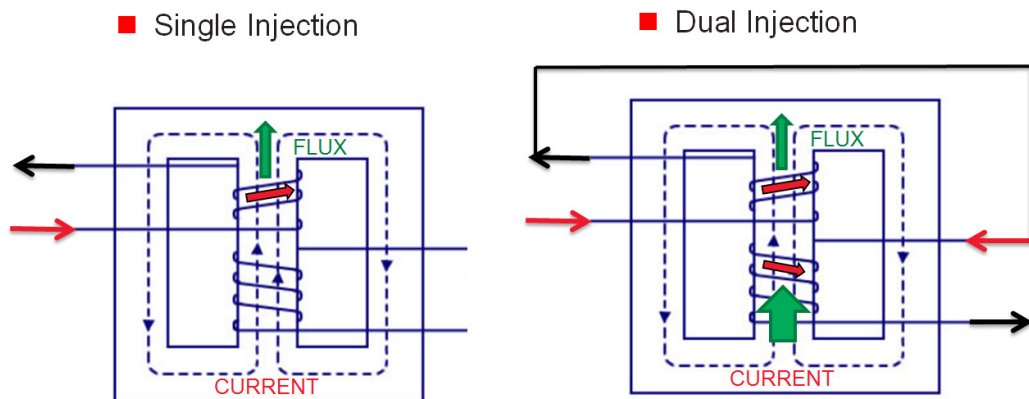 Single Injection
Dual Injection
FLUX
FLUX
CURRENT
CURRENT